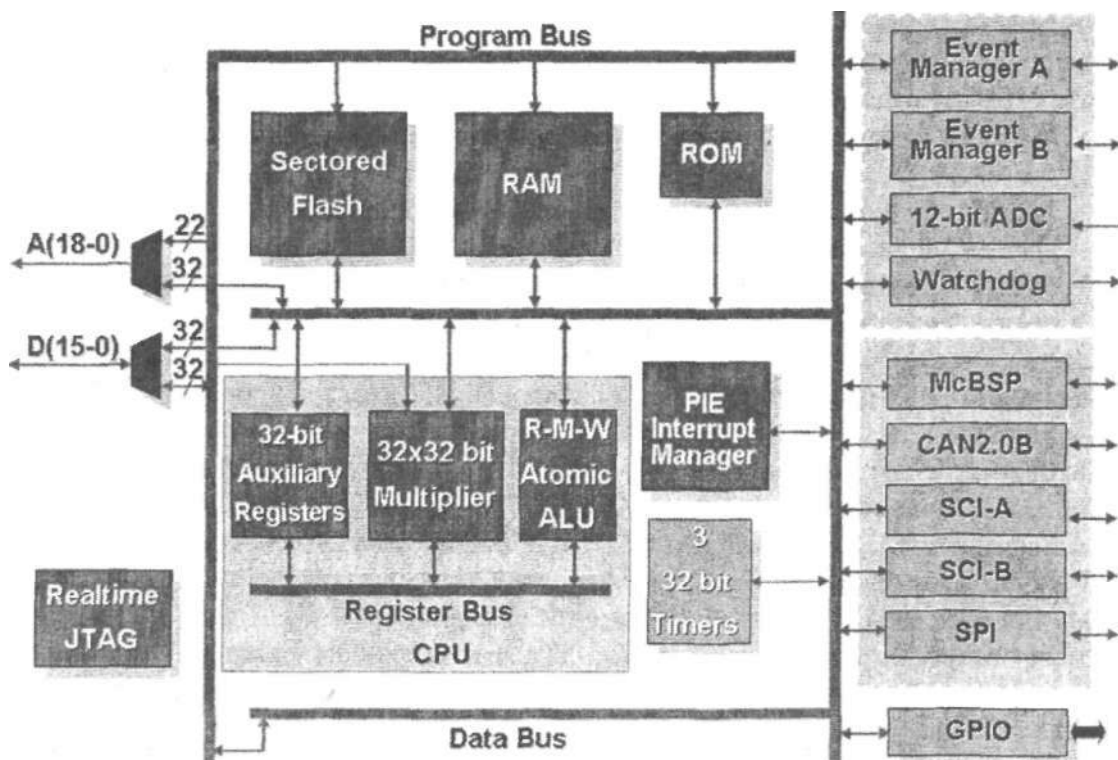 Program Bus
Sectored
Flash
RAM
ROM
22
A(18-0)
32
32
D(15-0)
32
32-bit
Auxiliary
Registers
32x32 bit
Multiplier
R-M-W
Atomic
ALU
Register Bus
CPU
PIE
Interrupt
Manager
3
32 bit
Timers
Realtime
JTAG
Data Bus
Event
Manager A
Event
Manager B
12-bit ADC
Watchdog
McBSP
CAN2.0B
SCI-A
SCI-B
SPI
GPIO